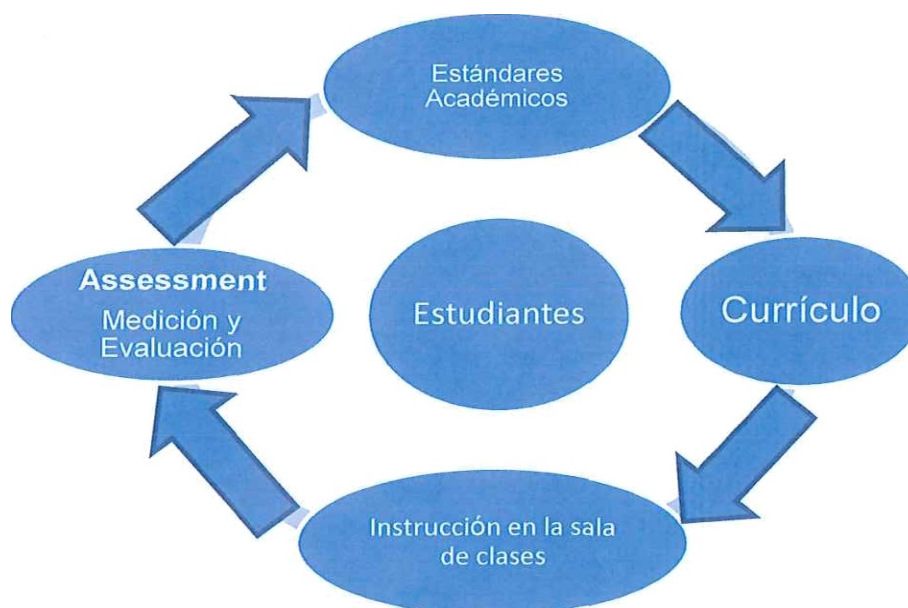 Estándares
Académicos
Assessment
Medición y
Evaluación
Estudiantes
Currículo
Instrucción en la sala
de clases